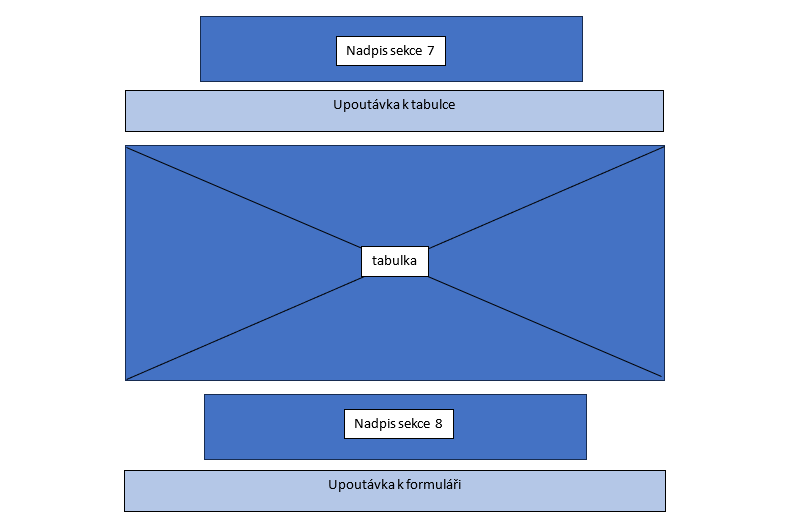 Nadpis sekce 7
Upoutávka k tabulce
tabulka
Nadpis sekce 8
Upoutávka k formuláři